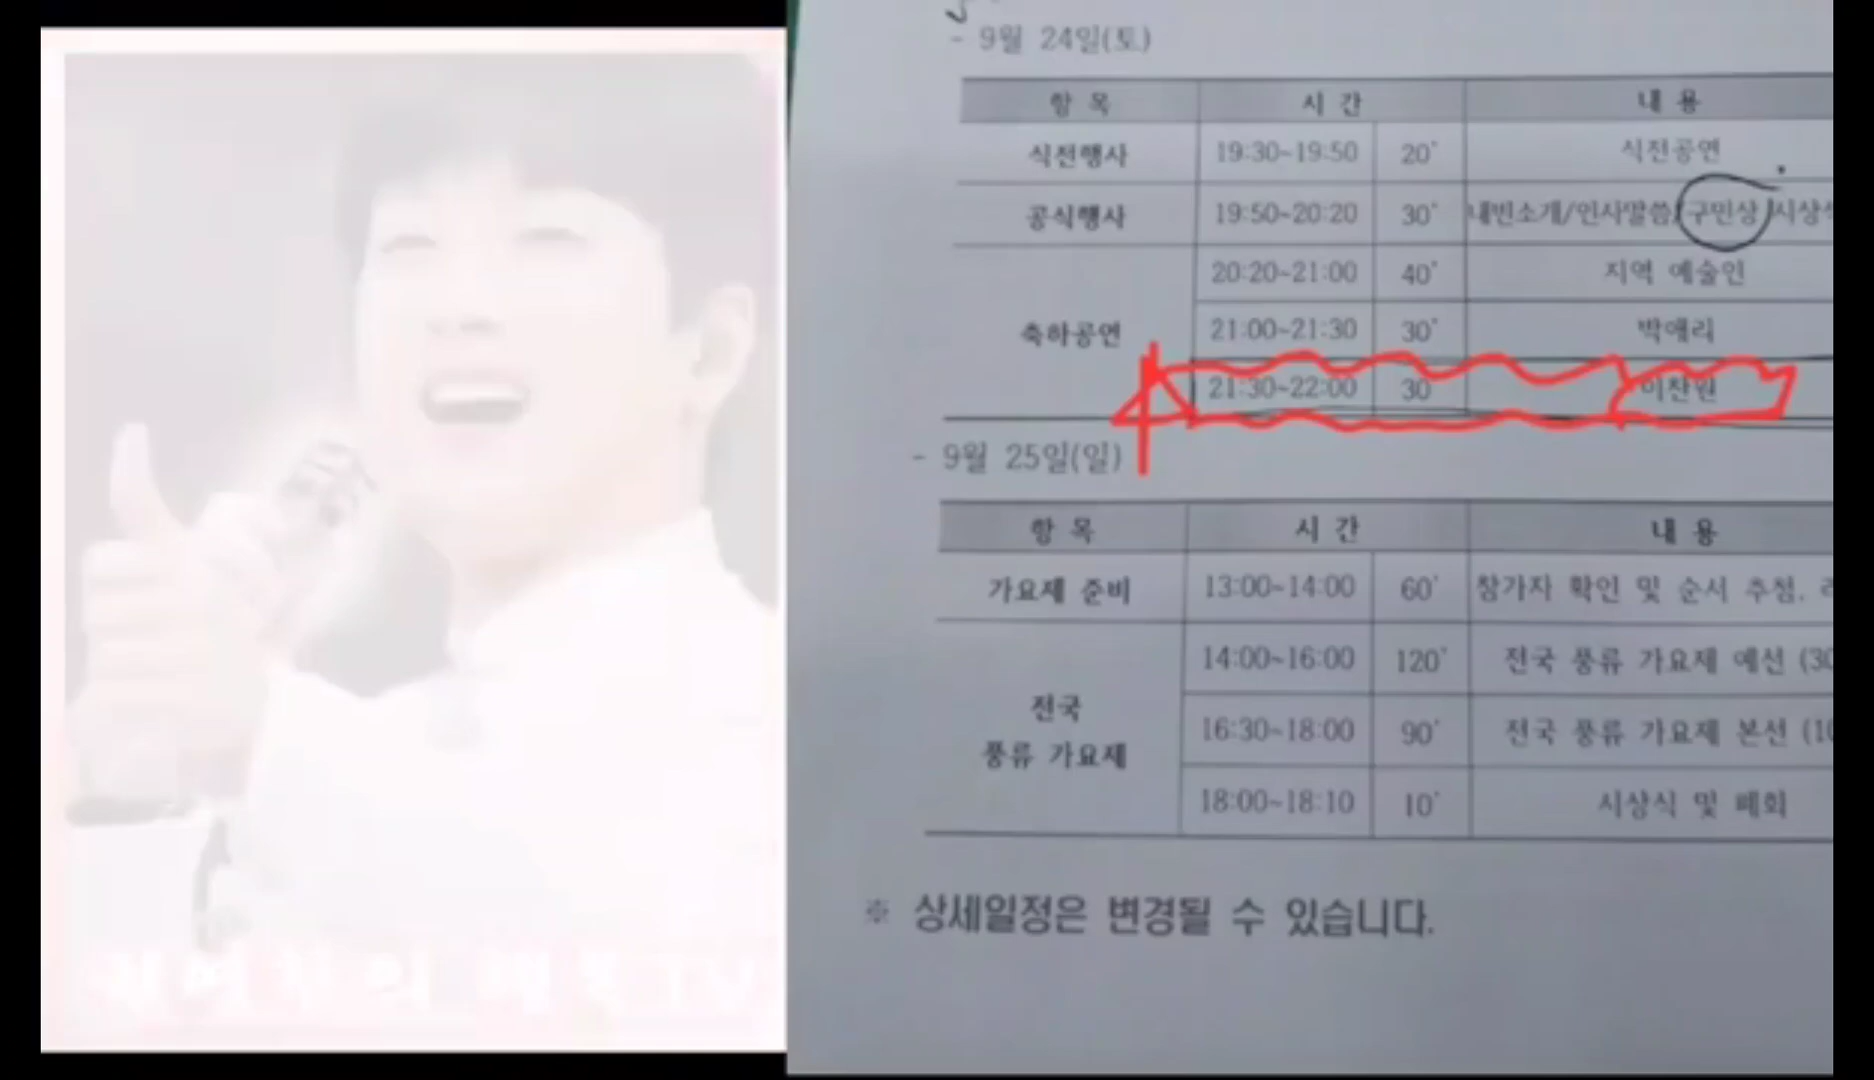 - 9월 24일(토)
항 목 시 간 내 용
식전행사 19:30~19:50 20' 식전공연
공식행사 19:50~20:20 30' 내빈소개/인사말씀/구민상/시상식
축하공연 20:20~21:00 40' 지역 예술인
21:00~21:30 30' 박애리
21:30~22:00 30 이찬원
- 9월 25일(일)
항 목 시 간 내 용
가요제 준비 13:00~14:00 60' 참가자 확인 및 순서 추첨,
전국
풍류 가요제
14:00~16:00 120' 전국 풍류 가요제 예선 (30
16:30~18:00 90' 전국 풍류 가요제 본선 (10
18:00~18:10 10' 시상식 및 폐회
※ 상세일정은 변경될 수 있습니다.